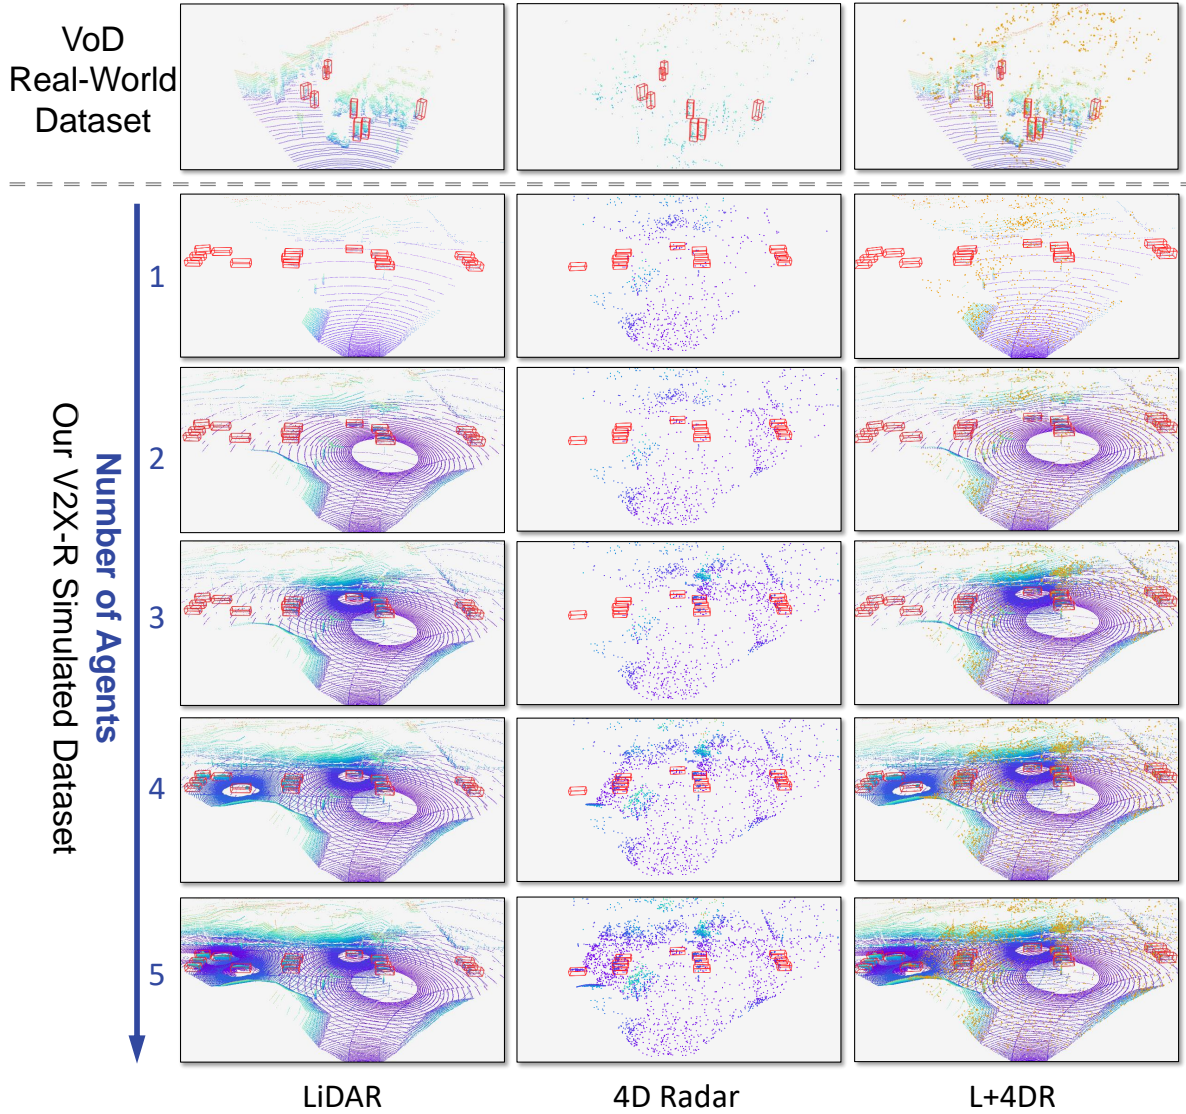 VoD
Real-World
Dataset
1
2
3
4
5
Number of Agents
Our V2X-R Simulated Dataset
LiDAR
4D Radar
L+4DR